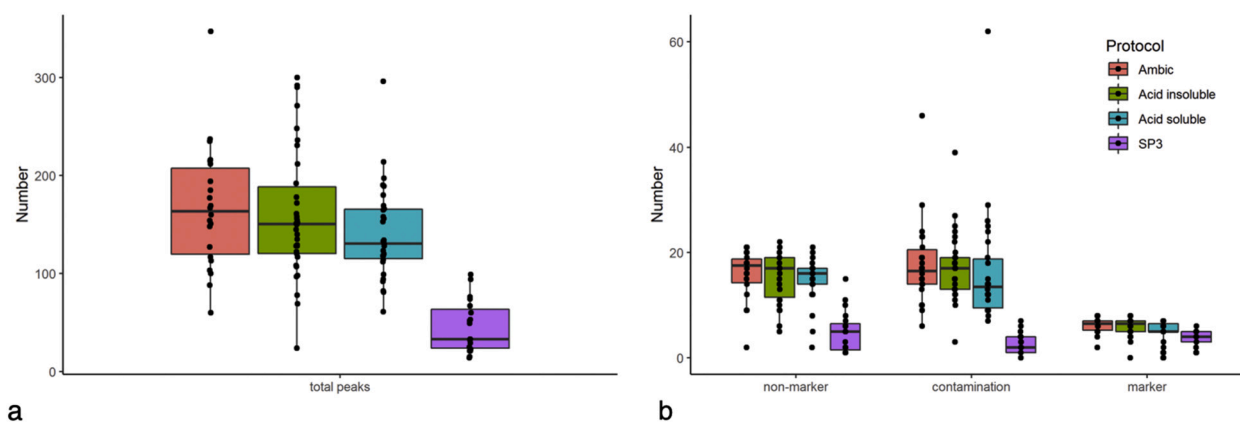 Number
300
200
100
0
total peaks
a
Number
60
40
20
0
non-marker
contamination
marker
Protocol
Ambic
Acid insoluble
Acid soluble
SP3
b